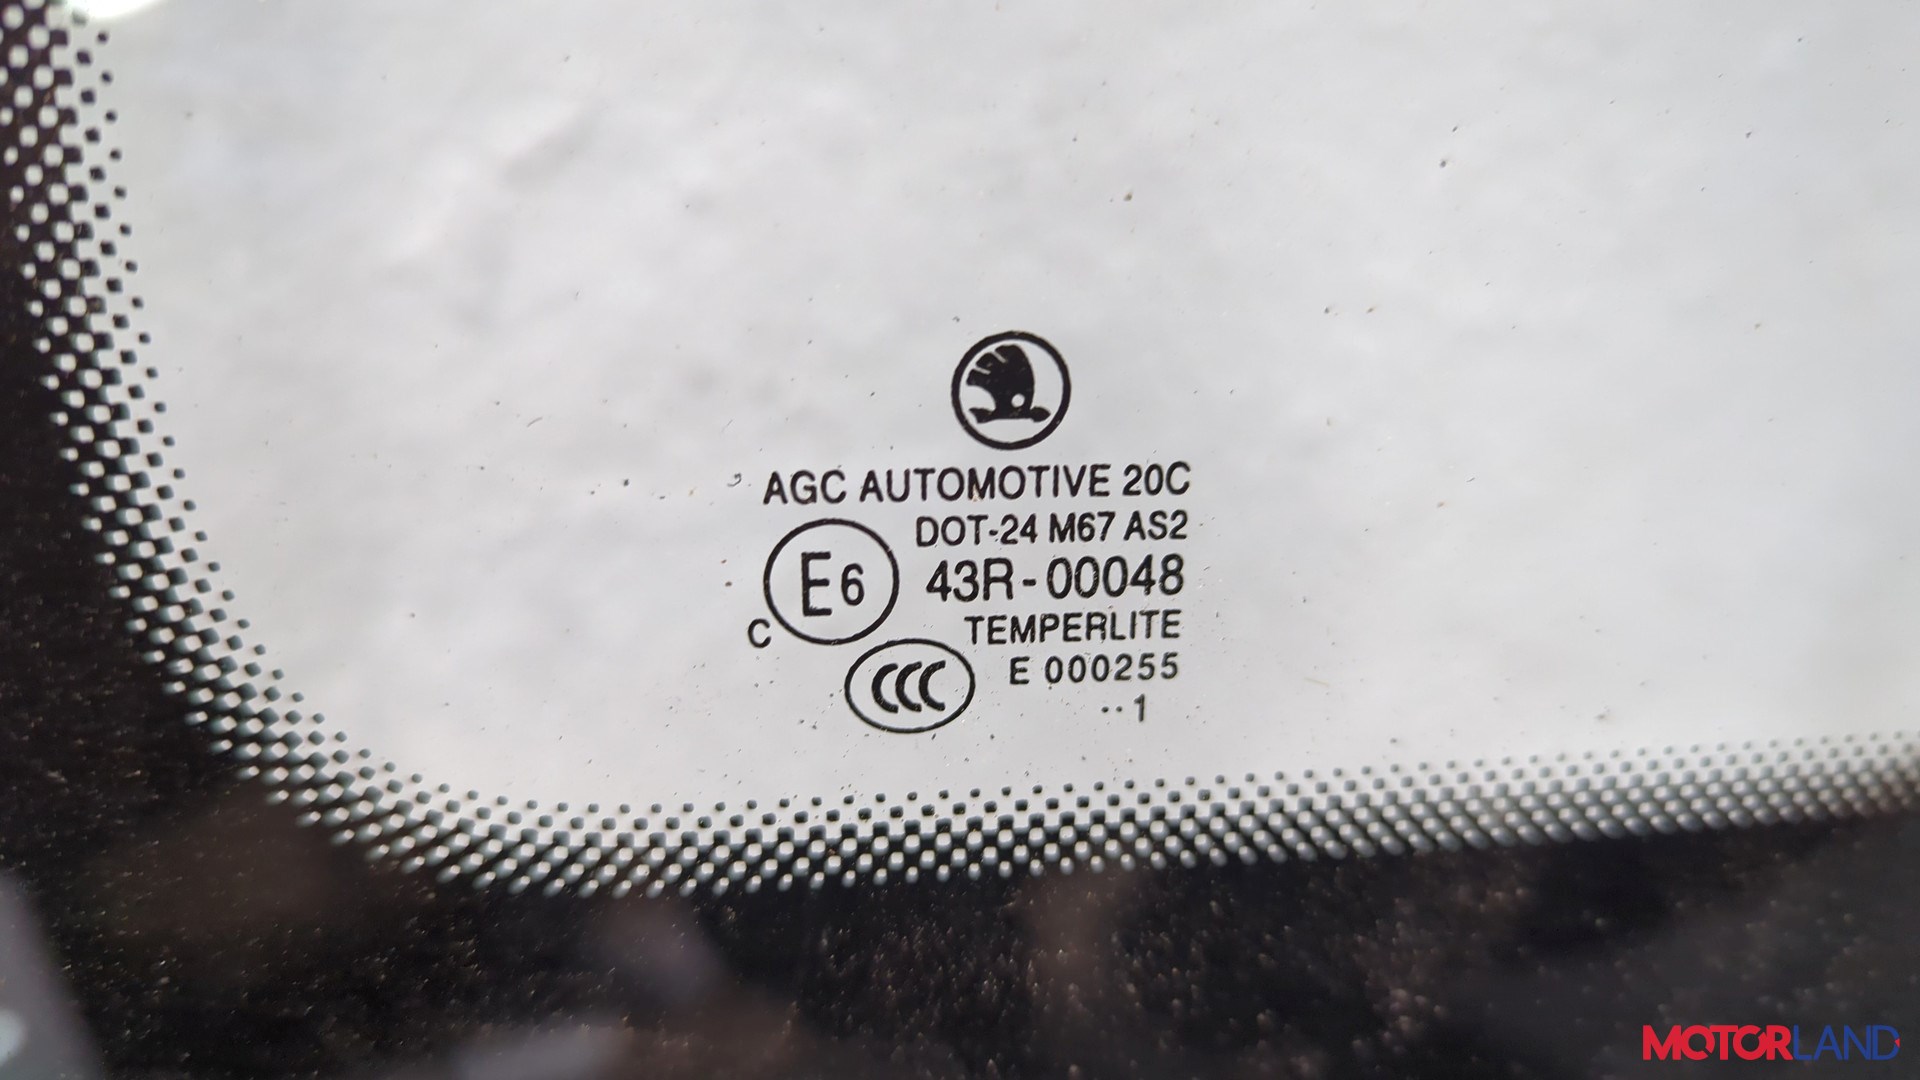 AGC AUTOMOTIVE 20C
DOT-24 M67 AS2
E6 43R-00048
C
TEMPERLITE
CCC
E 000255
··1
MOTORLAND